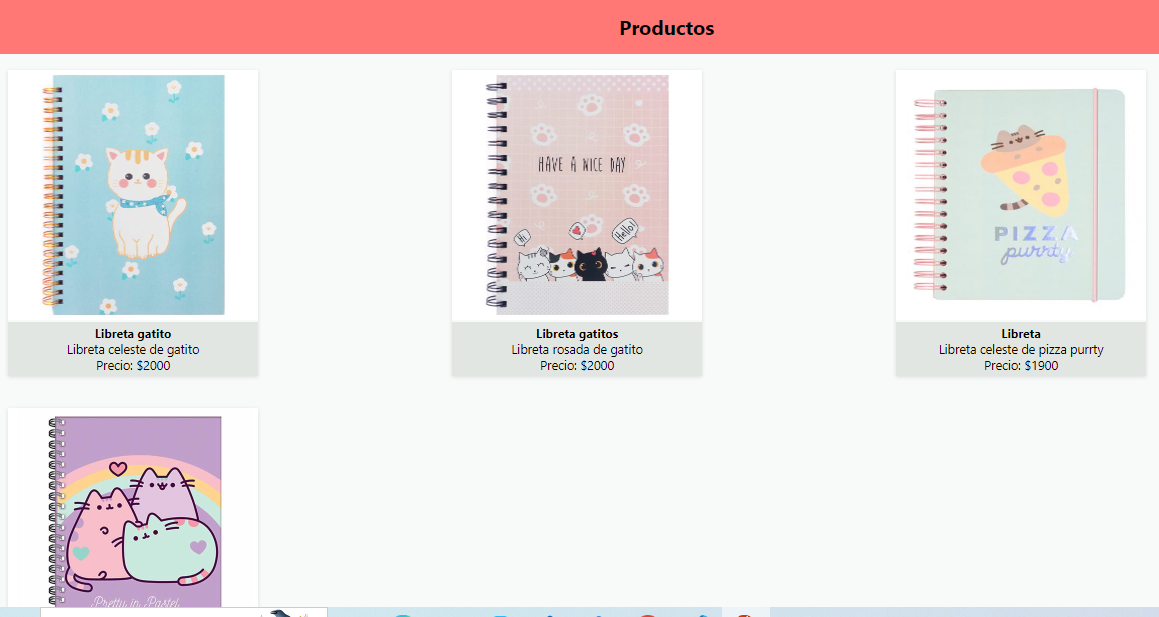 Productos
HAVE A NICE DAY
Hi
Hello!
PIZZA
purrty
Libreta gatito
Libreta celeste de gatito
Precio: $2000
Libreta gatitos
Libreta rosada de gatito
Precio: $2000
Libreta
Libreta celeste de pizza purrty
Precio: $1900
Pretty in Pastel